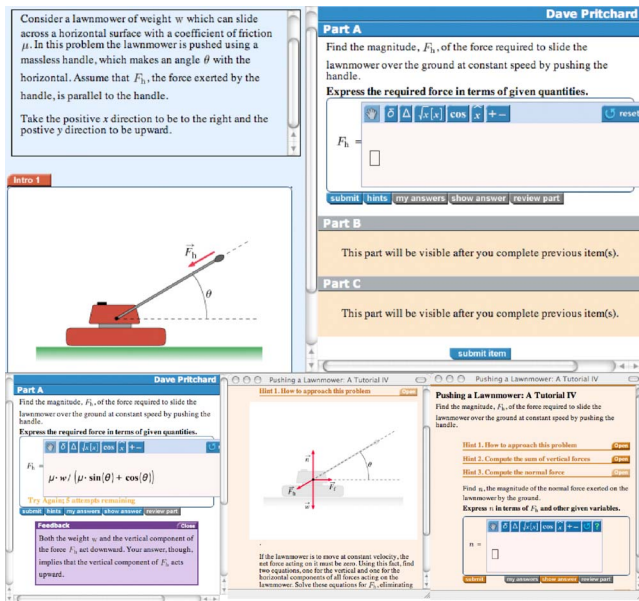 Consider a lawnmower of weight w which can slide
across a horizontal surface with a coefficient of friction
μ. In this problem the lawnmower is pushed using a
massless handle, which makes an angle θ with the
horizontal. Assume that Fh, the force exerted by the
handle, is parallel to the handle.
Take the positive x direction to be to the right and the
postive y direction to be upward.
Intro 1
Fh
θ
Dave Pritchard
Part A
Find the magnitude, Fh, of the force required to slide the
lawnmower over the ground at constant speed by pushing the
handle.
Express the required force in terms of given quantities.
cos x + −
reset
Fh =
submit hints my answers show answer review part
Part B
This part will be visible after you complete previous item(s).
Part C
This part will be visible after you complete previous item(s).
submit item
Dave Pritchard
Part A
Find the magnitude, Fh, of the force required to slide the
lawnmower over the ground at constant speed by pushing the
handle.
Express the required force in terms of given quantities.
Fh =
μ·w/(μ·sin(θ) + cos(θ))
Try Again; 5 attempts remaining
submit hints my answers show answer review part
Feedback Close
Both the weight w and the vertical component of
the force Fh act downward. Your answer, though,
implies that the vertical component of Fh acts
upward.
Pushing a Lawnmower: A Tutorial IV
Hint 1. How to approach this problem Open
n
θ
Fh
Ff
w
If the lawnmower is to move at constant velocity, the
net force acting on it must be zero. Using this fact, find
two equations, one for the vertical and one for the
horizontal components of all forces acting on the
lawnmower. Solve these equations for Fh, eliminating
Pushing a Lawnmower: A Tutorial IV
Pushing a Lawnmower: A Tutorial IV
Find the magnitude, Fh, of the force required to slide the
lawnmower over the ground at constant speed by pushing the
handle.
Hint 1. How to approach this problem Open
Hint 2. Compute the sum of vertical forces Open
Hint 3. Compute the normal force
Find n, the magnitude of the normal force exerted on the
lawnmower by the ground.
Express n in terms of Fh and other given variables.
n =
submit my answers show answer review part
Open